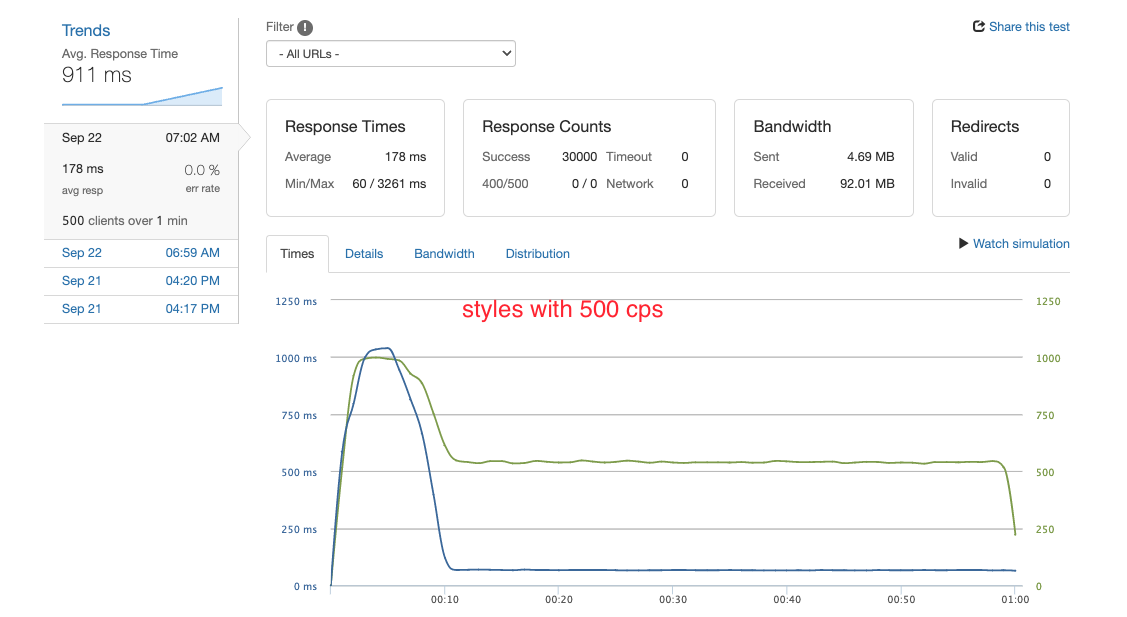 Trends
Avg. Response Time
911 ms
Sep 22 07:02 AM
178 ms 0.0 %
avg resp err rate
500 clients over 1 min
Sep 22 06:59 AM
Sep 21 04:20 PM
Sep 21 04:17 PM
Filter !
- All URLs -
Share this test
Response Times
Average 178 ms
Min/Max 60 / 3261 ms
Response Counts
Success 30000 Timeout 0
400/500 0 / 0 Network 0
Bandwidth
Sent 4.69 MB
Received 92.01 MB
Redirects
Valid 0
Invalid 0
Times Details Bandwidth Distribution
Watch simulation
styles with 500 cps
1250 ms 1250
1000 ms 1000
750 ms 750
500 ms 500
250 ms 250
0 ms 0
00:10 00:20 00:30 00:40 00:50 01:00